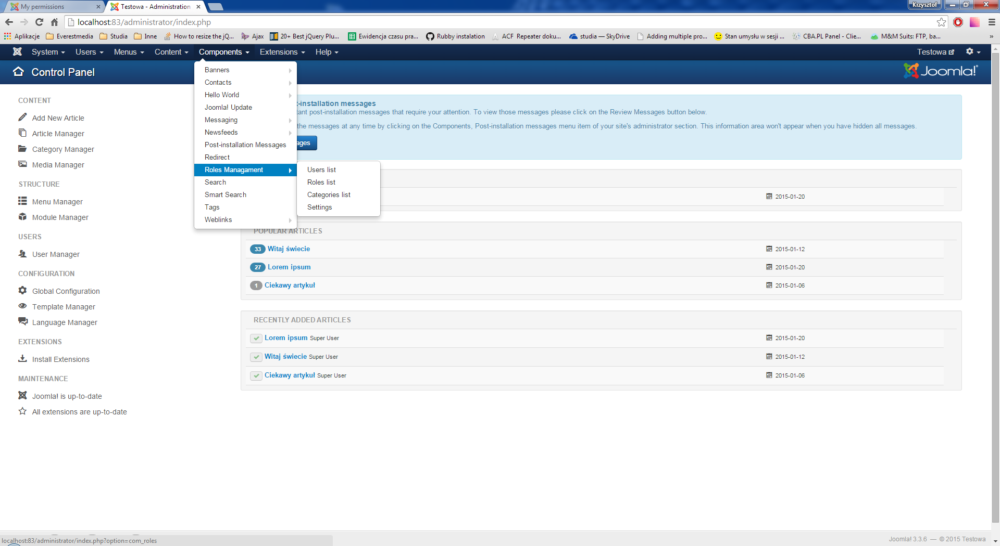 My permissions
Testowa - Administration
Krzysztof
localhost:83/administrator/index.php
Aplikacje Everestmedia Studia Inne How to resize the jQ... Ajax 20+ Best jQuery Plu... Ewidencja czasu pra... Rubby instalation ACF Repeater doku... studia — SkyDrive Adding multiple pro... Stan umysłu w sesji ... CBA.PL Panel - Clie... M&M Suits: FTP, ba... »
System Users Menus Content Components Extensions Help Testowa
Control Panel
Joomla!®
Banners
Contacts
Hello World
Joomla! Update
Messaging
Newsfeeds
Post-installation Messages
Redirect
Roles Managament
Search
Smart Search
Tags
Weblinks
Users list
Roles list
Categories list
Settings
CONTENT
Add New Article
Article Manager
Category Manager
Media Manager
STRUCTURE
Menu Manager
Module Manager
USERS
User Manager
CONFIGURATION
Global Configuration
Template Manager
Language Manager
EXTENSIONS
Install Extensions
MAINTENANCE
Joomla! is up-to-date
All extensions are up-to-date
-installation messages
tant post-installation messages that require your attention. To view those messages please click on the Review Messages button below.
the messages at any time by clicking on the Components, Post-installation messages menu item of your site's administrator section. This information area won't appear when you have hidden all messages.
ages
2015-01-20
POPULAR ARTICLES
33 Witaj świecie 2015-01-12
27 Lorem ipsum 2015-01-20
1 Ciekawy artykuł 2015-01-06
RECENTLY ADDED ARTICLES
Lorem ipsum Super User 2015-01-20
Witaj świecie Super User 2015-01-12
Ciekawy artykuł Super User 2015-01-06
localhost:83/administrator/index.php?option=com_roles
Joomla! 3.3.6 — © 2015 Testowa